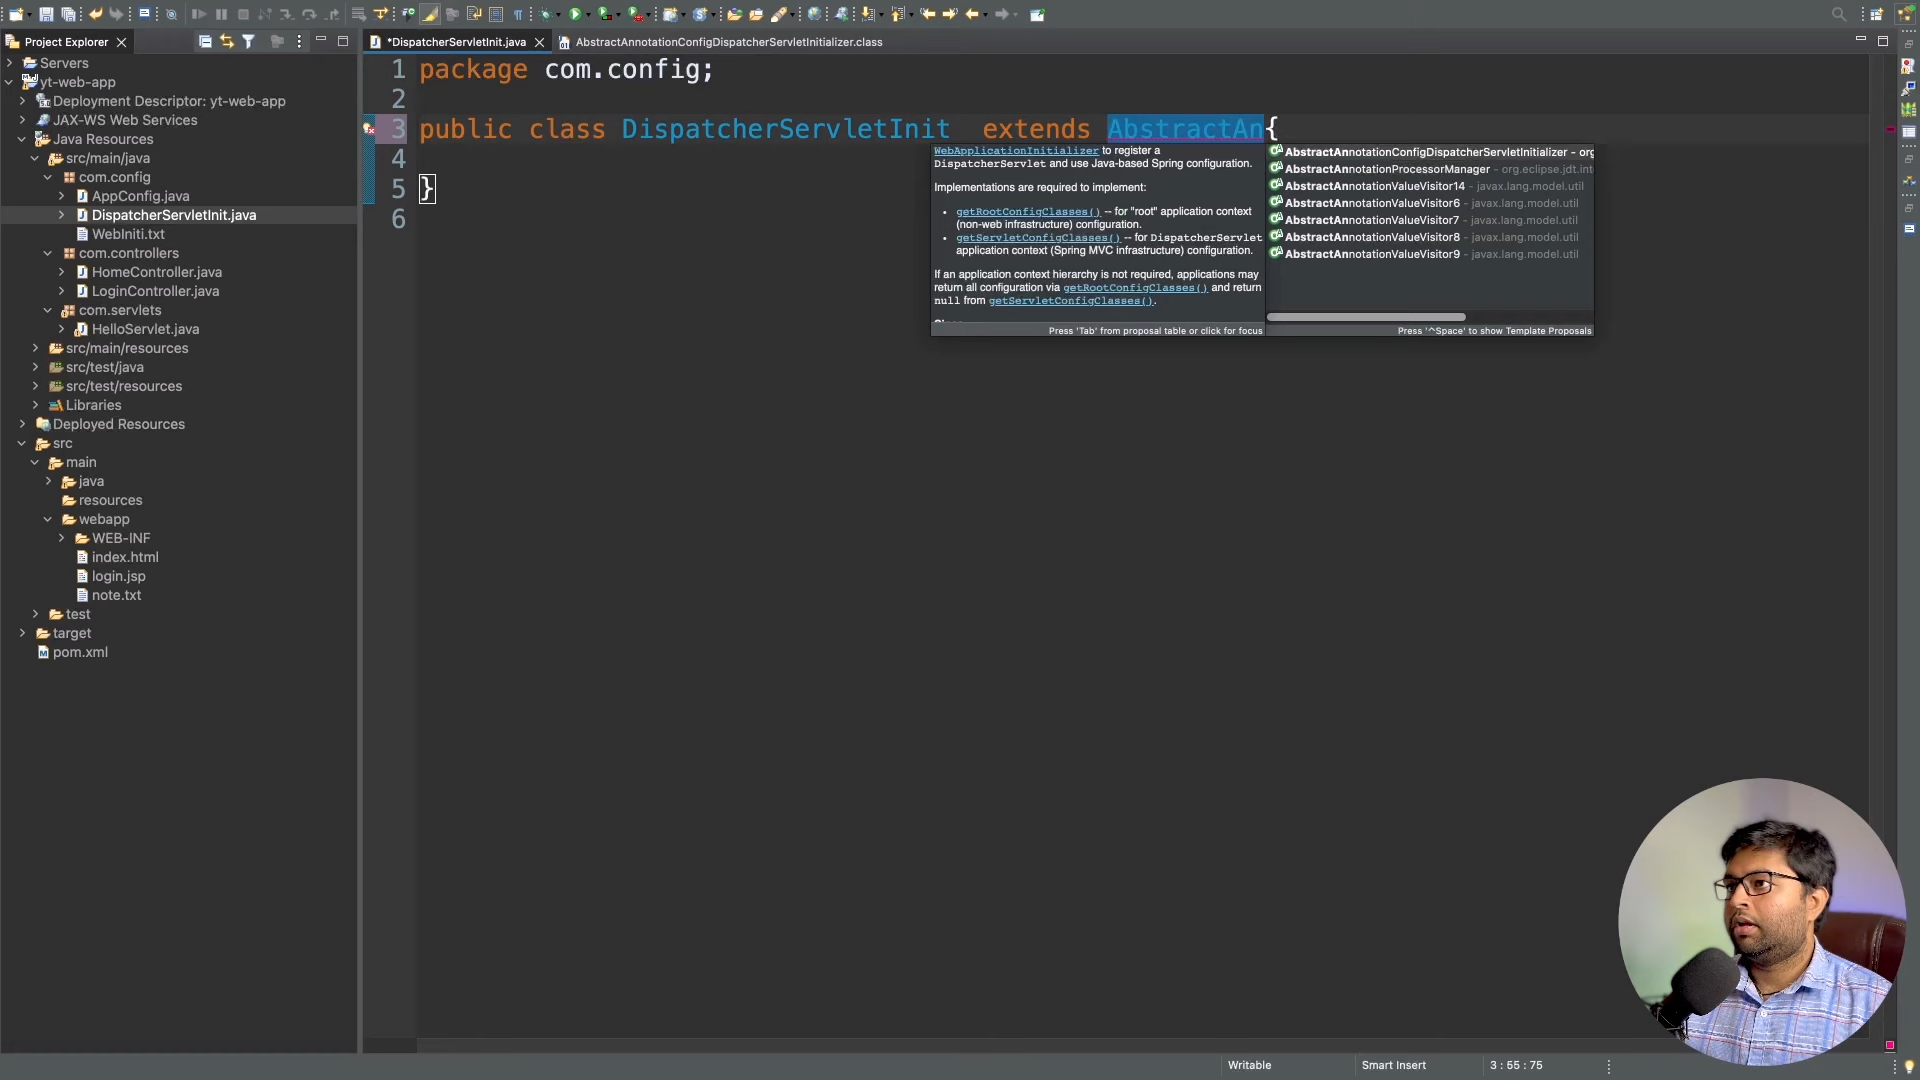 Project Explorer
*DispatcherServletInit.java
AbstractAnnotationConfigDispatcherServletInitializer.class
Servers
yt-web-app
Deployment Descriptor: yt-web-app
JAX-WS Web Services
Java Resources
src/main/java
com.config
AppConfig.java
DispatcherServletInit.java
WebIniti.txt
com.controllers
HomeController.java
LoginController.java
com.servlets
HelloServlet.java
src/main/resources
src/test/java
src/test/resources
Libraries
Deployed Resources
src
main
java
resources
webapp
WEB-INF
index.html
login.jsp
note.txt
test
target
pom.xml
1 package com.config;
2
3 public class DispatcherServletInit  extends AbstractAn{
4
5 }
6
WebApplicationInitializer to register a
DispatcherServlet and use Java-based Spring configuration.
Implementations are required to implement:
• getRootConfigClasses() -- for "root" application context
(non-web infrastructure) configuration.
• getServletConfigClasses() -- for DispatcherServlet
application context (Spring MVC infrastructure) configuration.
If an application context hierarchy is not required, applications may
return all configuration via getRootConfigClasses() and return
null from getServletConfigClasses().
Press 'Tab' from proposal table or click for focus
AbstractAnnotationConfigDispatcherServletInitializer - org
AbstractAnnotationProcessorManager - org.eclipse.jdt.int
AbstractAnnotationValueVisitor14 - javax.lang.model.util
AbstractAnnotationValueVisitor6 - javax.lang.model.util
AbstractAnnotationValueVisitor7 - javax.lang.model.util
AbstractAnnotationValueVisitor8 - javax.lang.model.util
AbstractAnnotationValueVisitor9 - javax.lang.model.util
Press '^Space' to show Template Proposals
Writable
Smart Insert
3 : 55 : 75